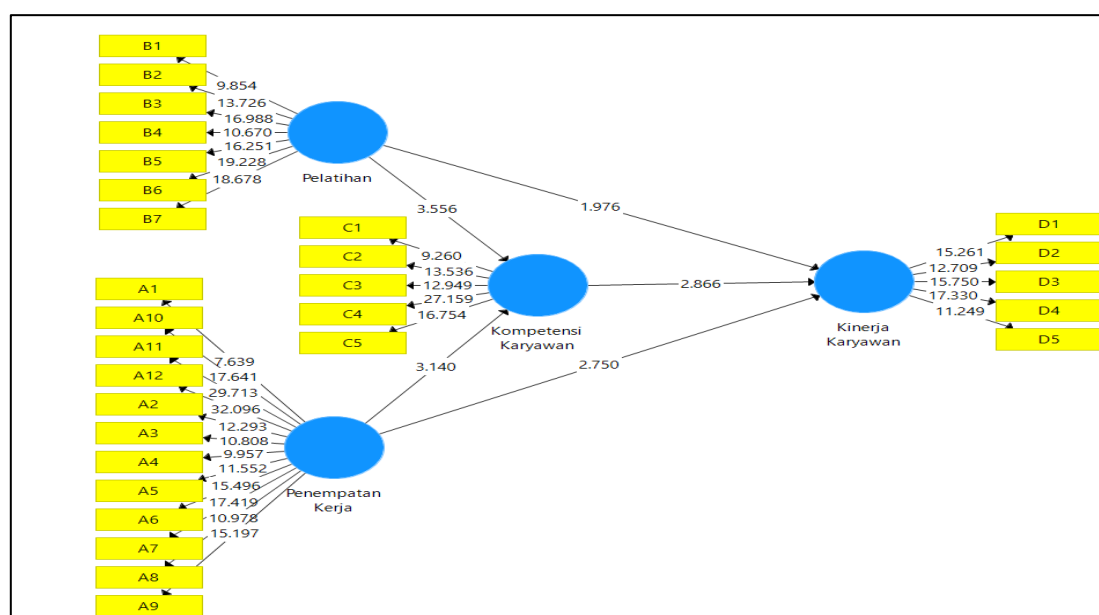 B1
B2
B3
B4
B5
B6
B7
9.854
13.726
16.988
10.670
16.251
19.228
18.678
Pelatihan
3.556
1.976
C1
C2
C3
C4
C5
9.260
13.536
12.949
27.159
16.754
Kompetensi
Karyawan
2.866
3.140
2.750
Kinerja
Karyawan
15.261
12.709
15.750
17.330
11.249
D1
D2
D3
D4
D5
A1
A10
A11
A12
A2
A3
A4
A5
A6
A7
A8
A9
7.639
17.641
29.713
32.096
12.293
10.808
9.957
11.552
15.496
17.419
10.978
15.197
Penempatan
Kerja